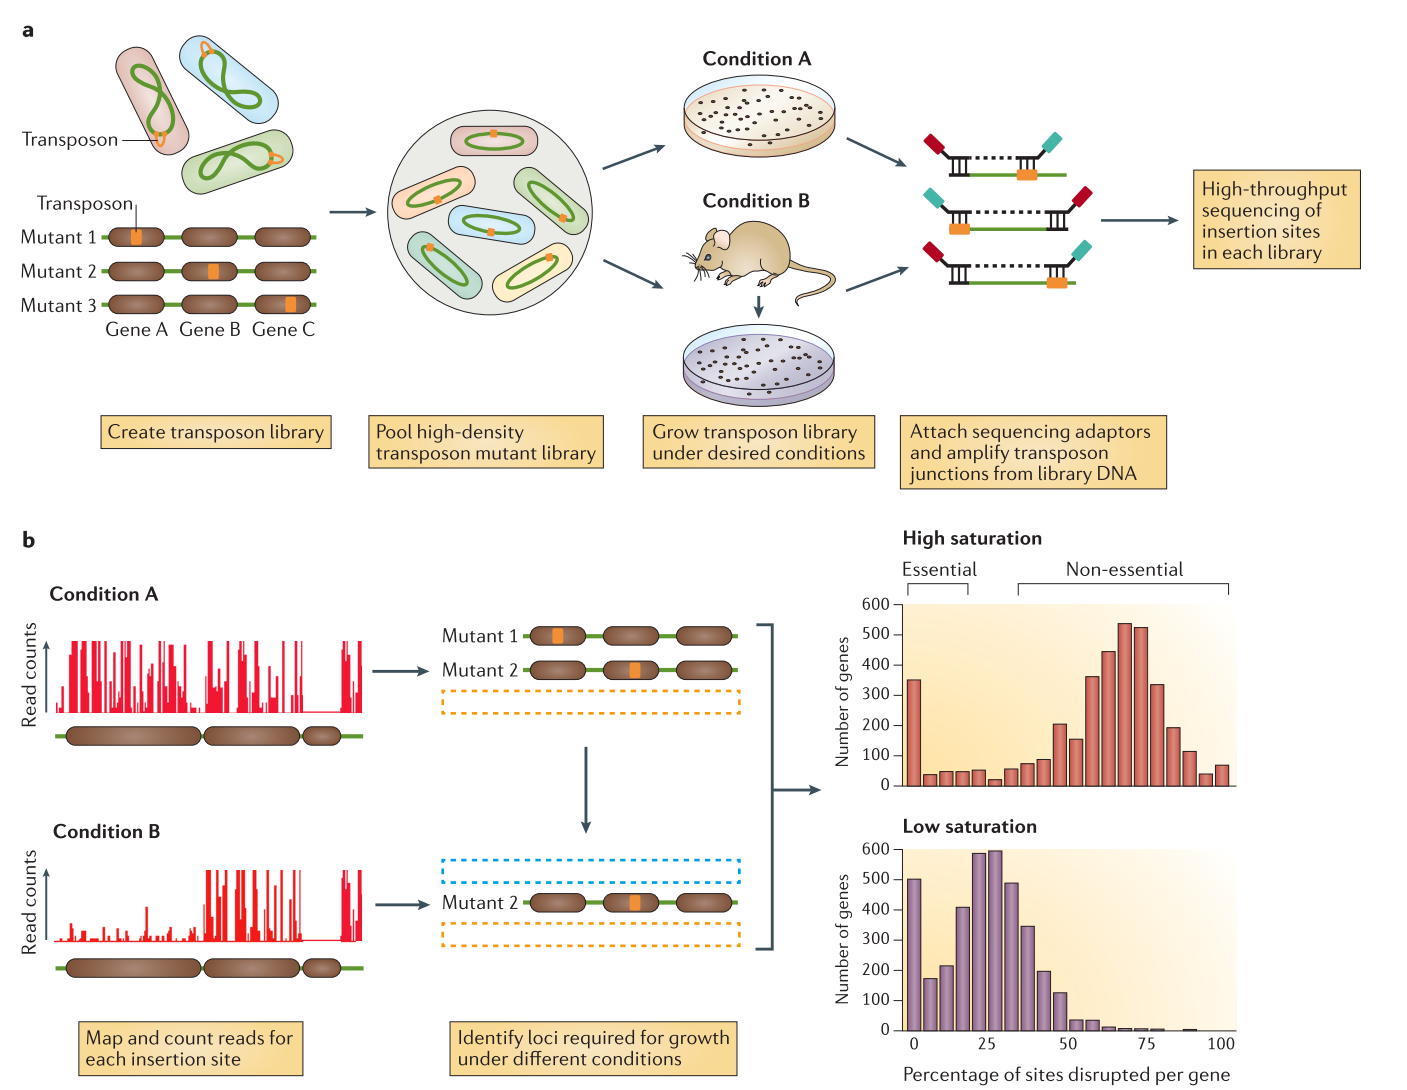 a
Transposon
Transposon
Mutant 1
Mutant 2
Mutant 3
Gene A Gene B Gene C
Condition A
Condition B
High-throughput
sequencing of
insertion sites
in each library
Create transposon library
Pool high-density
transposon mutant library
Grow transposon library
under desired conditions
Attach sequencing adaptors
and amplify transposon
junctions from library DNA
b
Condition A
Read counts
Mutant 1
Mutant 2
Condition B
Read counts
Mutant 2
Map and count reads for
each insertion site
Identify loci required for growth
under different conditions
High saturation
Essential
Non-essential
Number of genes
600
500
400
300
200
100
0
Low saturation
Number of genes
600
500
400
300
200
100
0
0 25 50 75 100
Percentage of sites disrupted per gene